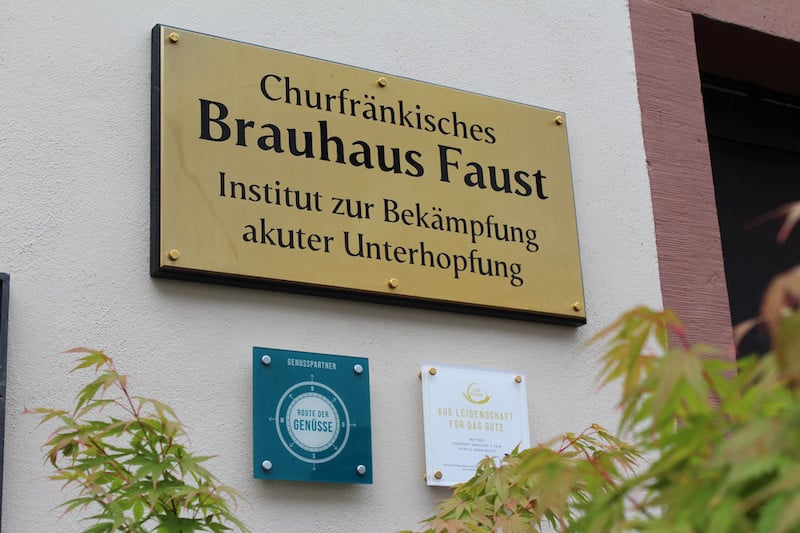 Churfränkisches
Brauhaus Faust
Institut zur Bekämpfung
akuter Unterhopfung
GENUSSPARTNER
ROUTE DER
GENÜSSE
AUS LEIDENSCHAFT
FÜR DAS GUTE